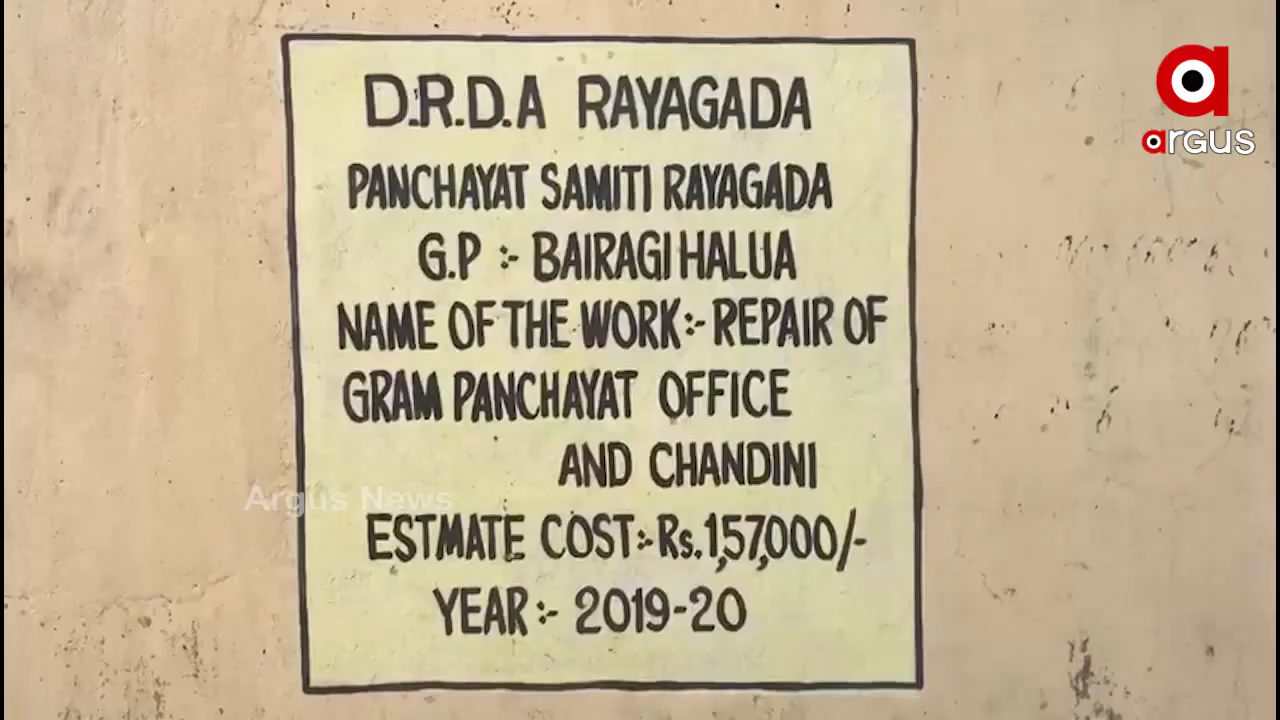 D.R.D.A RAYAGADA
PANCHAYAT SAMITI RAYAGADA
G.P :- BAIRAGI HALUA
NAME OF THE WORK:- REPAIR OF
GRAM PANCHAYAT OFFICE
AND CHANDINI
ESTMATE COST:-Rs.1,57,000/-
YEAR:- 2019-20
a
argus
Argus News